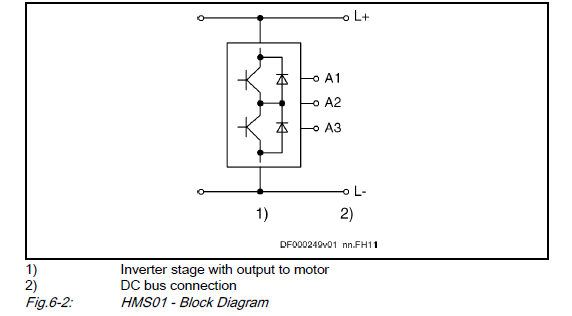 L+
A1
A2
A3
L-
1) 2)
DF000249v01 nn.FH11
1) Inverter stage with output to motor
2) DC bus connection
Fig.6-2: HMS01 - Block Diagram